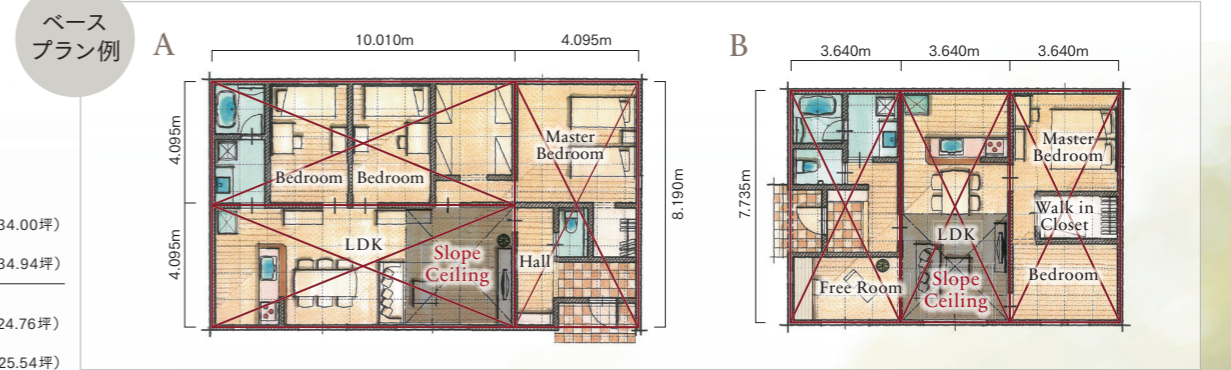 ベース
プラン例
34.00坪）
34.94坪）
24.76坪）
25.54坪）
A
10.010m
4.095m
4.095m
4.095m
8.190m
Bedroom
Bedroom
Master
Bedroom
LDK
Slope
Ceiling
Hall
B
3.640m
3.640m
3.640m
7.735m
Master
Bedroom
Walk in
Closet
LDK
Bedroom
Free Room
Slope
Ceiling